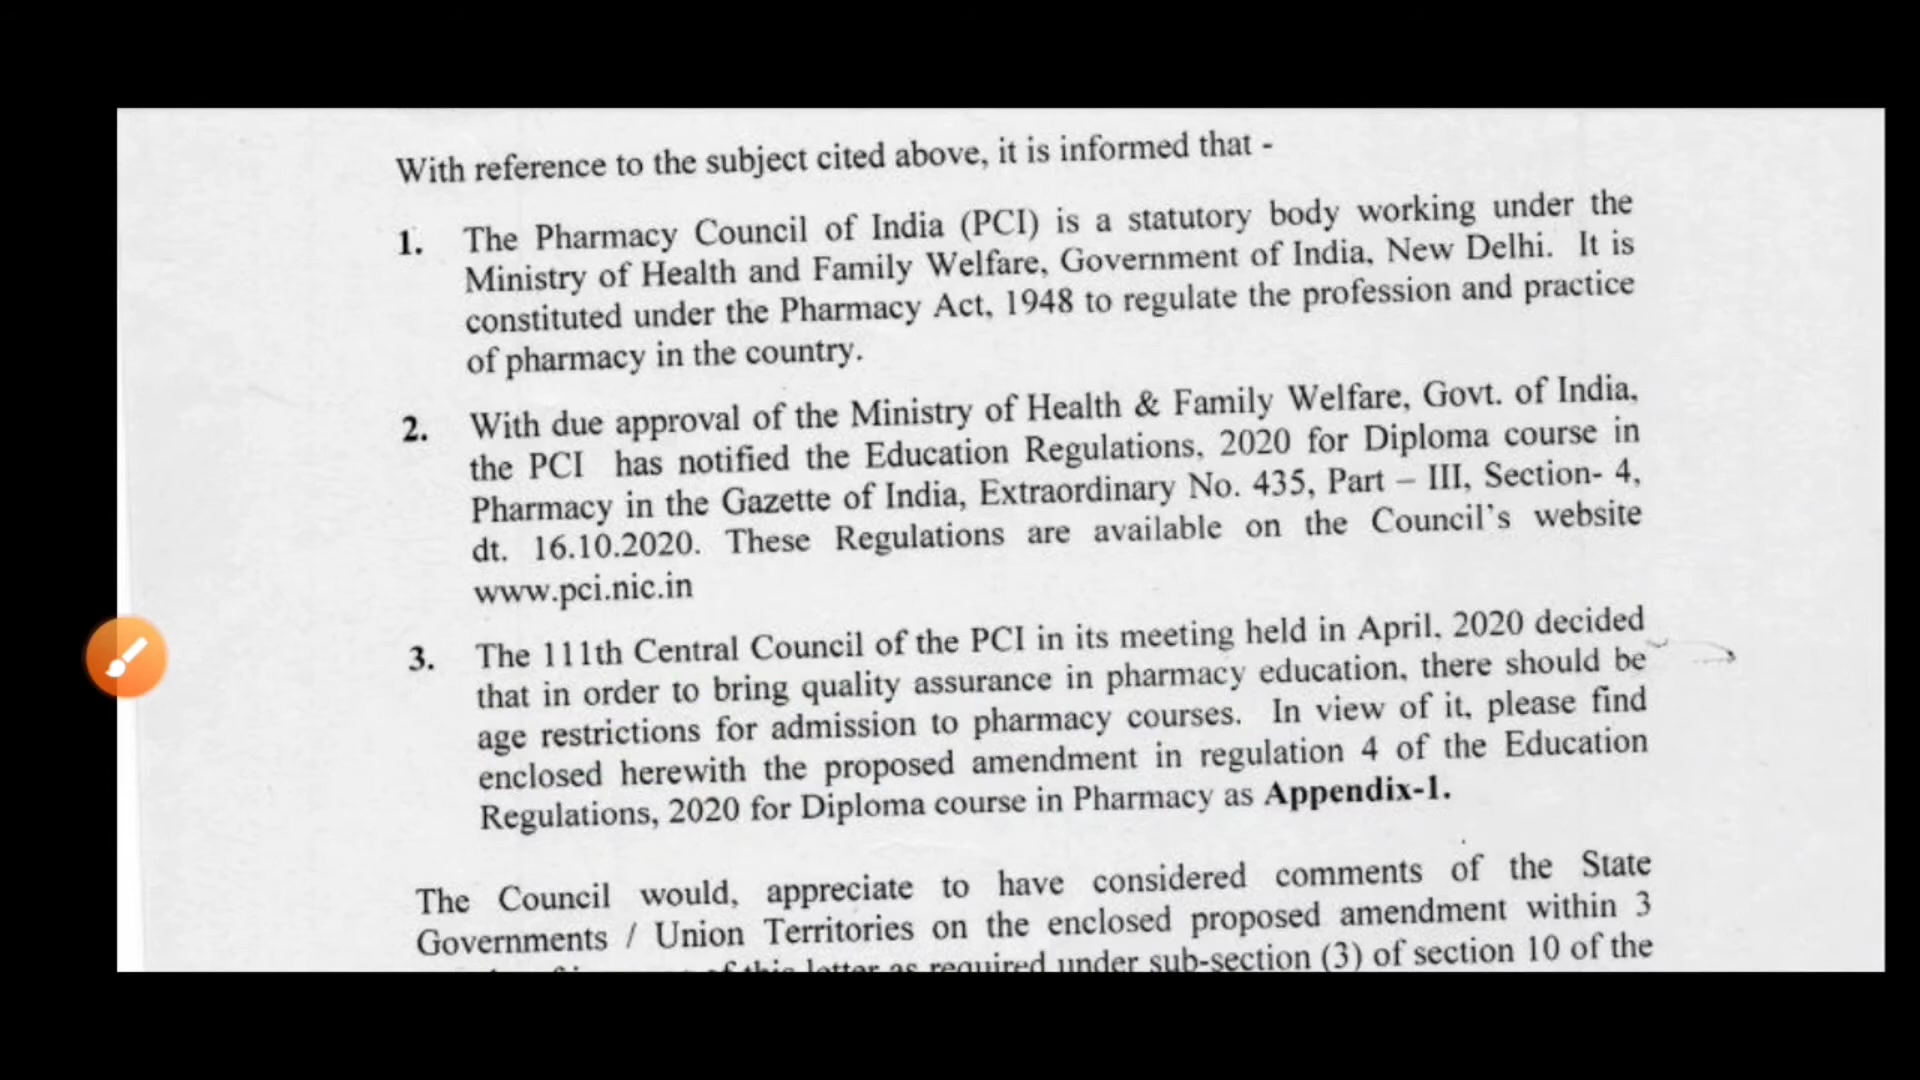 With reference to the subject cited above, it is informed that -
1. The Pharmacy Council of India (PCI) is a statutory body working under the
Ministry of Health and Family Welfare, Government of India, New Delhi. It is
constituted under the Pharmacy Act, 1948 to regulate the profession and practice
of pharmacy in the country.
2. With due approval of the Ministry of Health & Family Welfare, Govt. of India,
the PCI has notified the Education Regulations, 2020 for Diploma course in
Pharmacy in the Gazette of India, Extraordinary No. 435, Part – III, Section- 4,
dt. 16.10.2020. These Regulations are available on the Council's website
www.pci.nic.in
3. The 111th Central Council of the PCI in its meeting held in April, 2020 decided
that in order to bring quality assurance in pharmacy education, there should be
age restrictions for admission to pharmacy courses. In view of it, please find
enclosed herewith the proposed amendment in regulation 4 of the Education
Regulations, 2020 for Diploma course in Pharmacy as Appendix-1.
The Council would, appreciate to have considered comments of the State
Governments / Union Territories on the enclosed proposed amendment within 3
this letter as required under sub-section (3) of section 10 of the